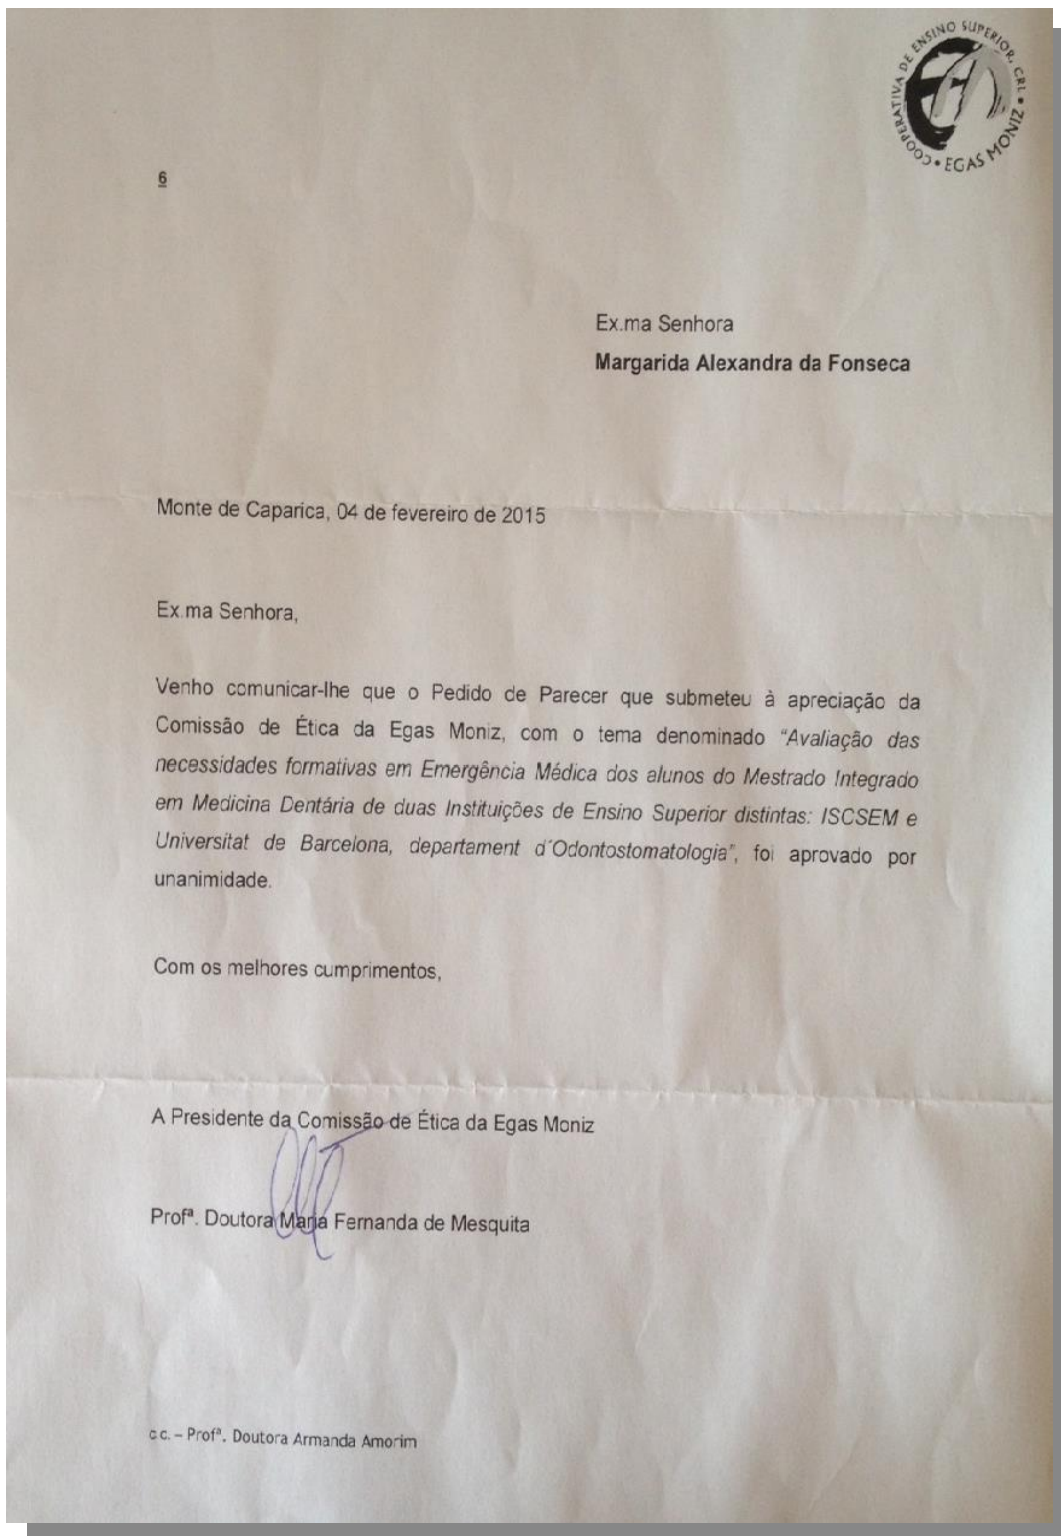 COOPERATIVA DE ENSINO SUPERIOR, CRL • EGAS MONIZ •
6
Ex.ma Senhora
Margarida Alexandra da Fonseca
Monte de Caparica, 04 de fevereiro de 2015
Ex.ma Senhora,
Venho comunicar-lhe que o Pedido de Parecer que submeteu à apreciação da
Comissão de Ética da Egas Moniz, com o tema denominado “Avaliação das
necessidades formativas em Emergência Médica dos alunos do Mestrado Integrado
em Medicina Dentária de duas Instituições de Ensino Superior distintas: ISCSEM e
Universitat de Barcelona, departament d´Odontostomatologia”, foi aprovado por
unanimidade.
Com os melhores cumprimentos,
A Presidente da Comissão de Ética da Egas Moniz
Profª. Doutora Maria Fernanda de Mesquita
c.c. – Profª. Doutora Armanda Amorim